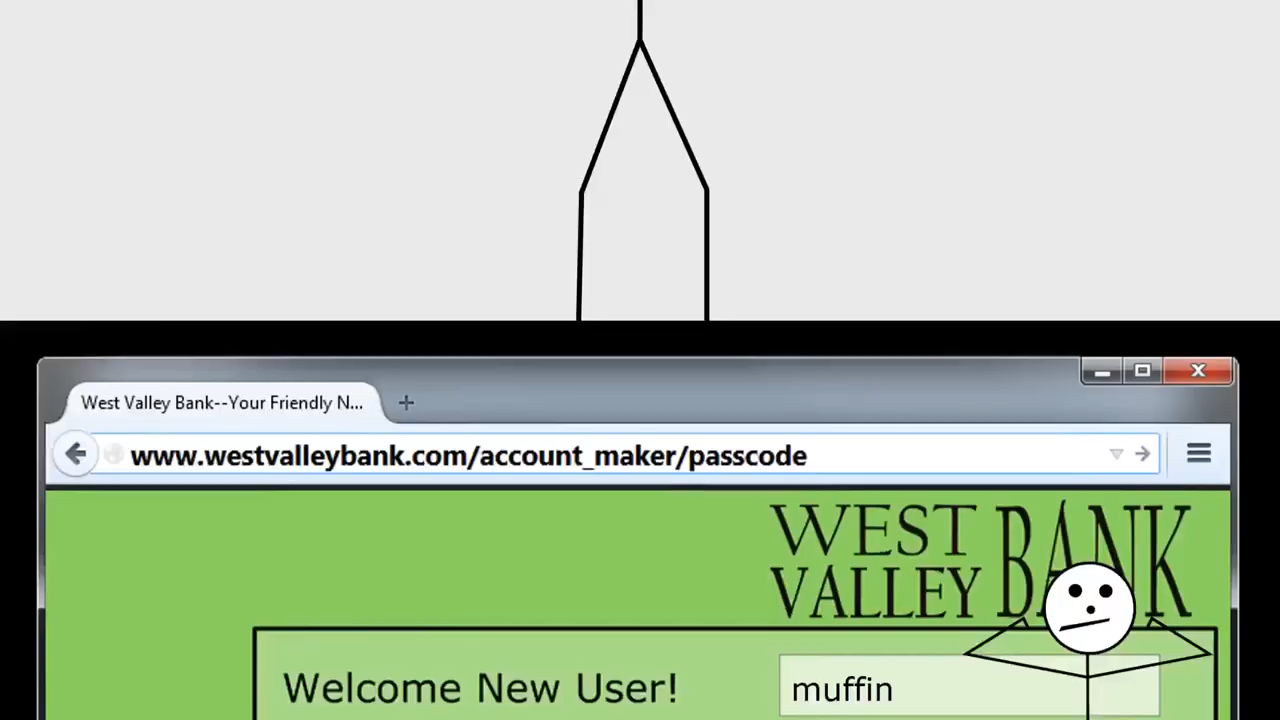 West Valley Bank--Your Friendly N...
www.westvalleybank.com/account_maker/passcode
WEST VALLEY BANK
Welcome New User!
muffin